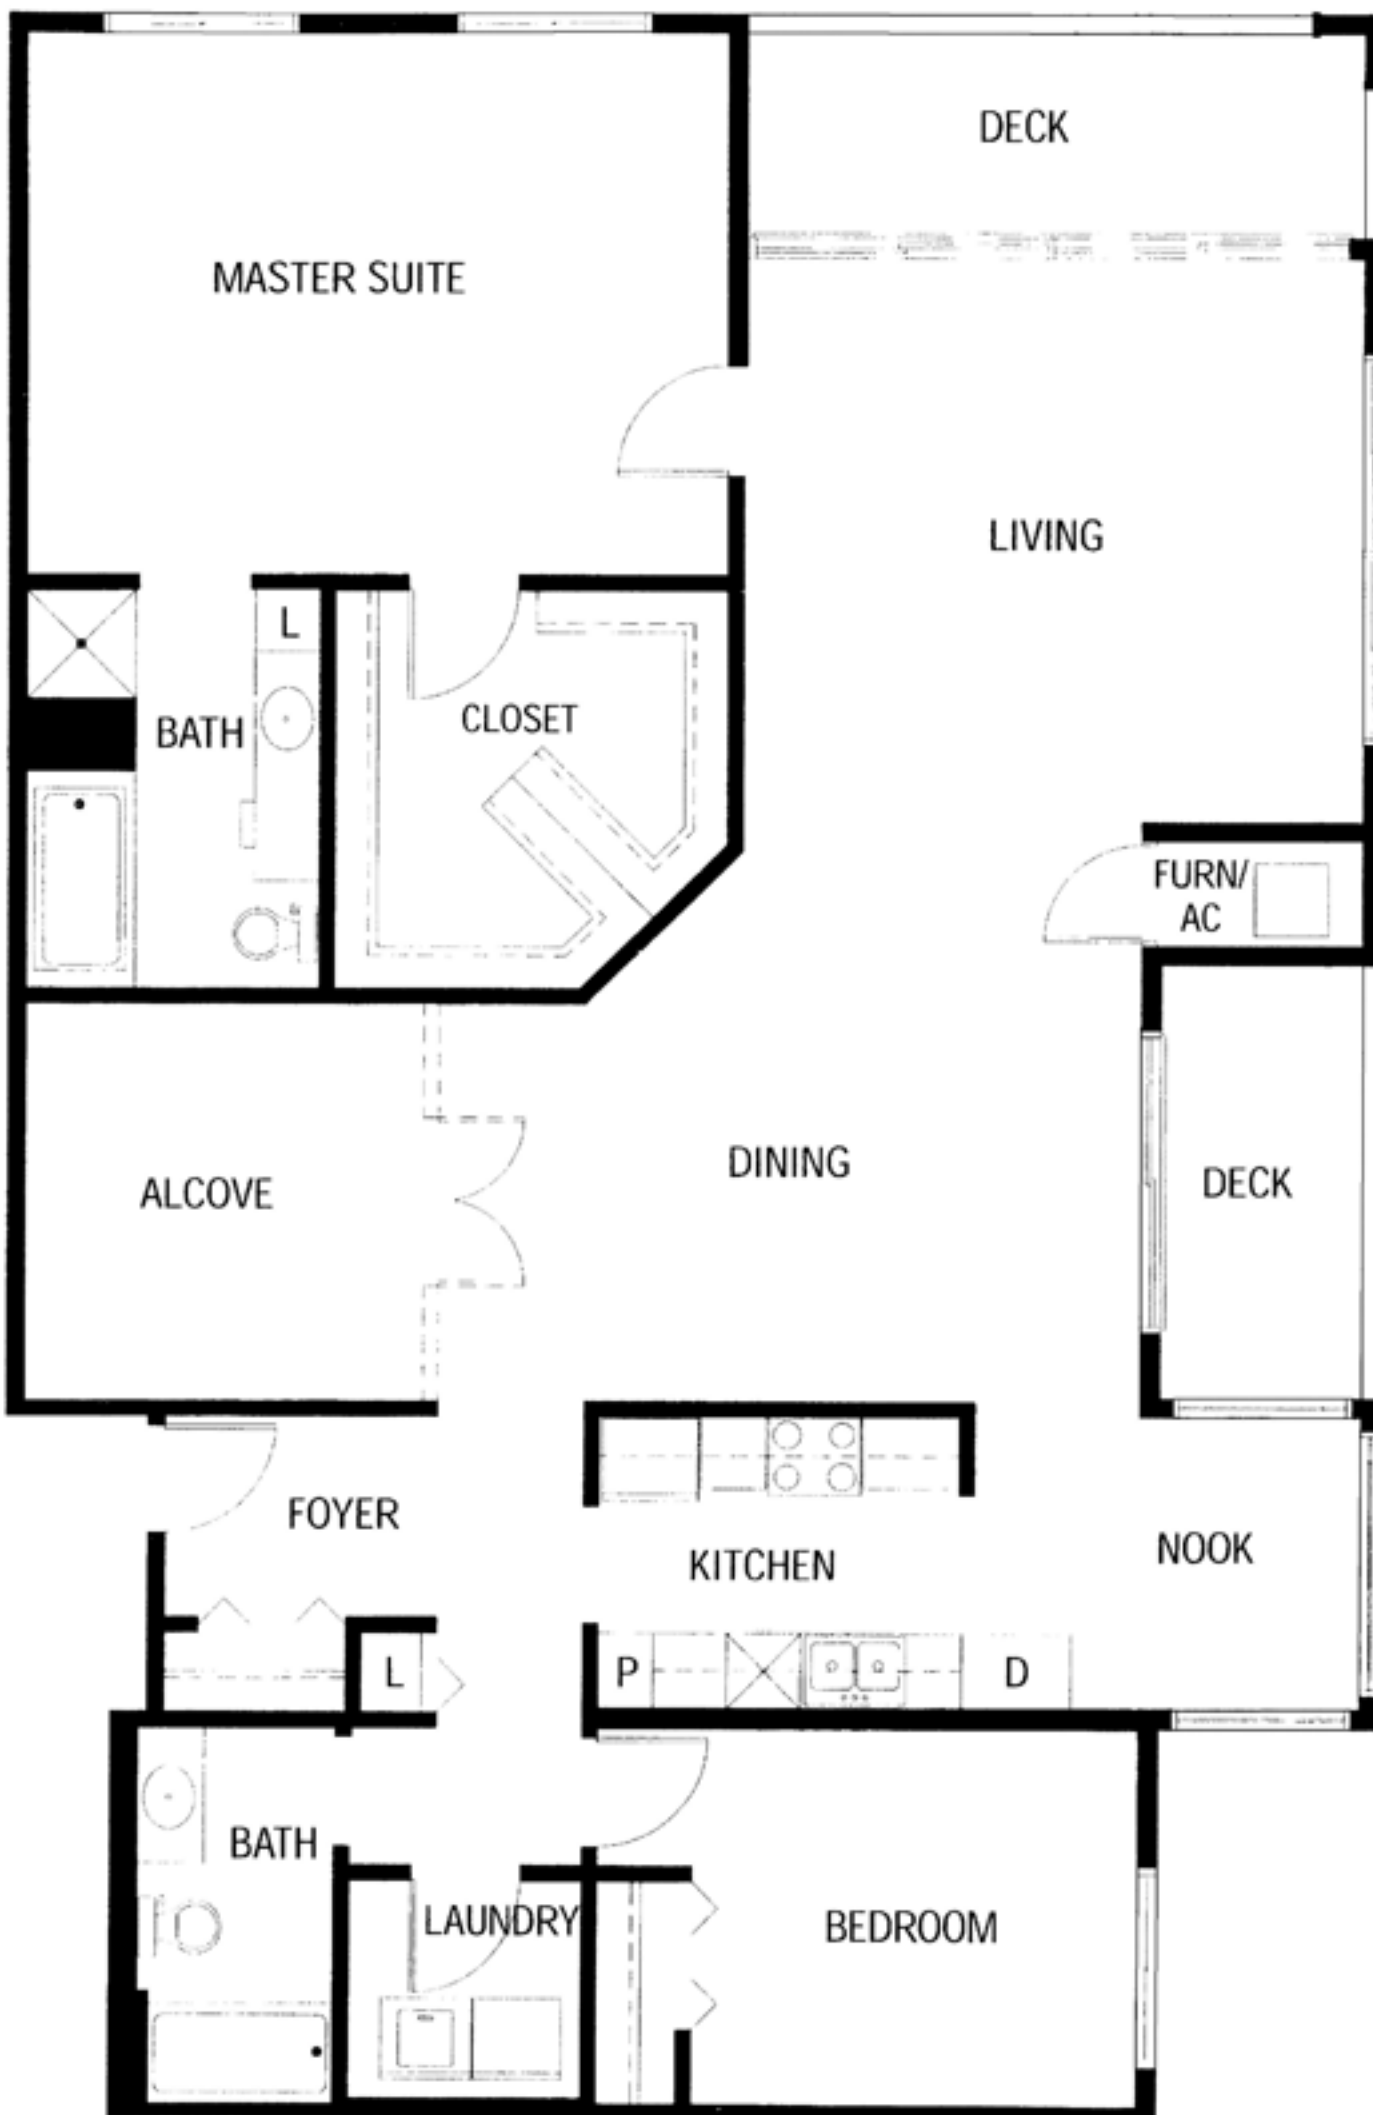 DECK
MASTER SUITE
LIVING
L
CLOSET
BATH
FURN/
AC
DINING
DECK
ALCOVE
FOYER
NOOK
KITCHEN
L
P
D
BATH
LAUNDRY
BEDROOM